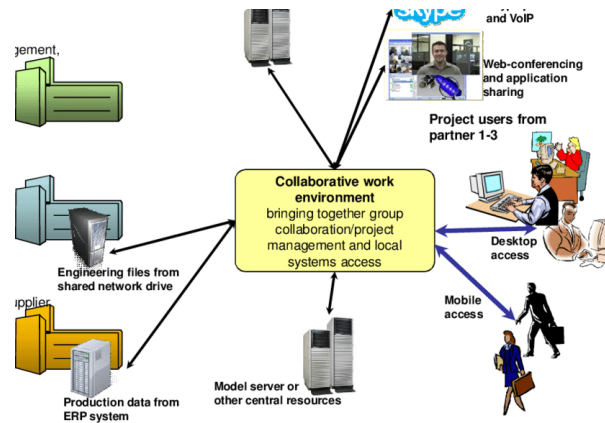 skype
and VoIP
Web-conferencing
and application
sharing
gement,
Project users from
partner 1-3
Collaborative work
environment
bringing together group
collaboration/project
management and local
systems access
Desktop
access
Engineering files from
shared network drive
Mobile
access
upplier
Model server or
other central resources
Production data from
ERP system